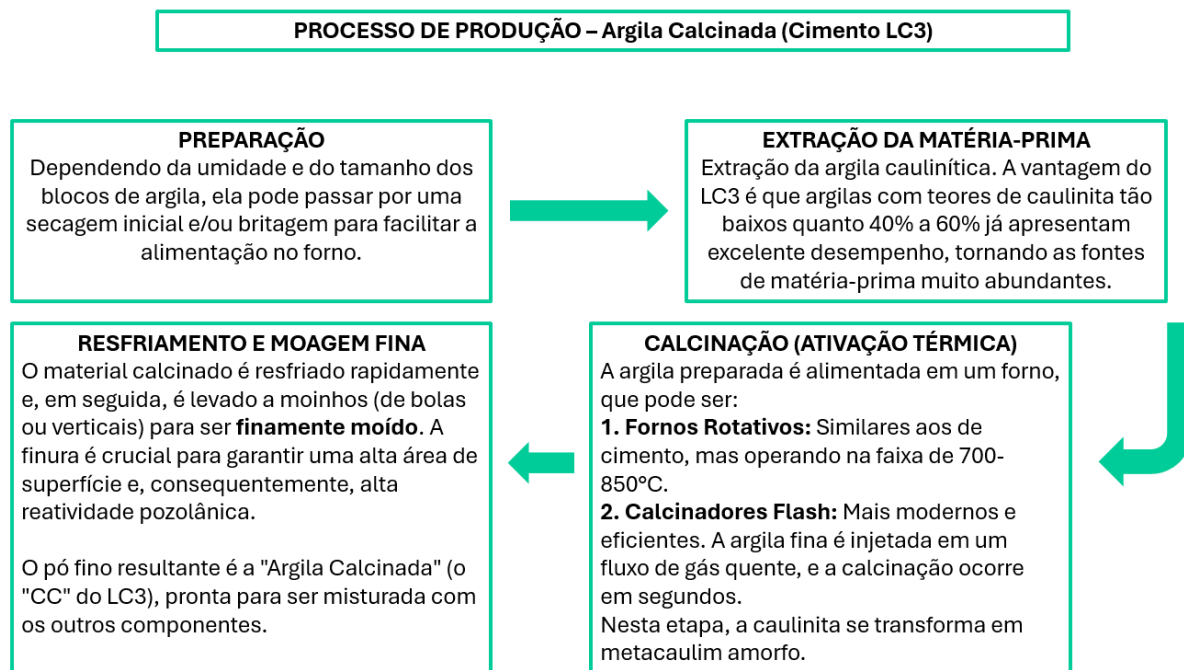 PROCESSO DE PRODUÇÃO – Argila Calcinada (Cimento LC3)
PREPARAÇÃO
Dependendo da umidade e do tamanho dos
blocos de argila, ela pode passar por uma
secagem inicial e/ou britagem para facilitar a
alimentação no forno.
EXTRAÇÃO DA MATÉRIA-PRIMA
Extração da argila caulinítica. A vantagem do
LC3 é que argilas com teores de caulinita tão
baixos quanto 40% a 60% já apresentam
excelente desempenho, tornando as fontes
de matéria-prima muito abundantes.
CALCINAÇÃO (ATIVAÇÃO TÉRMICA)
A argila preparada é alimentada em um forno,
que pode ser:
1. Fornos Rotativos: Similares aos de
cimento, mas operando na faixa de 700-
850°C.
2. Calcinadores Flash: Mais modernos e
eficientes. A argila fina é injetada em um
fluxo de gás quente, e a calcinação ocorre
em segundos.
Nesta etapa, a caulinita se transforma em
metacaulim amorfo.
RESFRIAMENTO E MOAGEM FINA
O material calcinado é resfriado rapidamente
e, em seguida, é levado a moinhos (de bolas
ou verticais) para ser finamente moído. A
finura é crucial para garantir uma alta área de
superfície e, consequentemente, alta
reatividade pozolânica.
O pó fino resultante é a "Argila Calcinada" (o
"CC" do LC3), pronta para ser misturada com
os outros componentes.